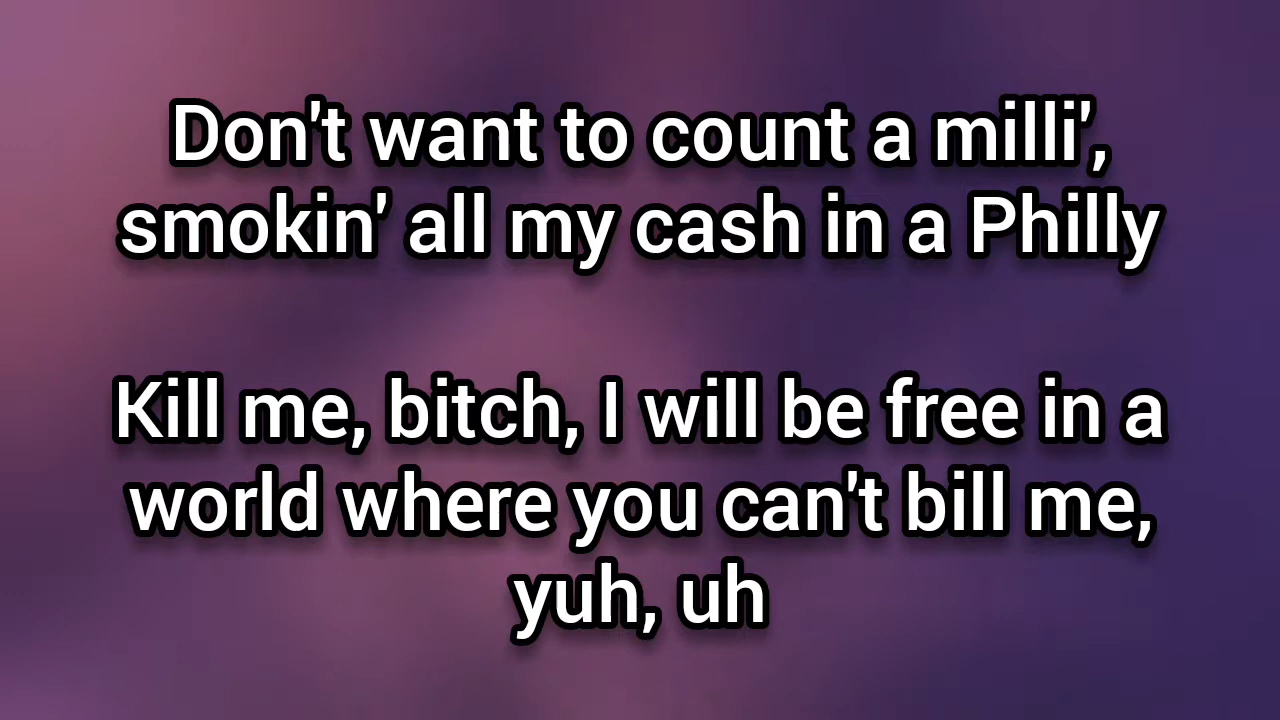 Don't want to count a milli',
smokin' all my cash in a Philly
Kill me, bitch, I will be free in a
world where you can't bill me,
yuh, uh